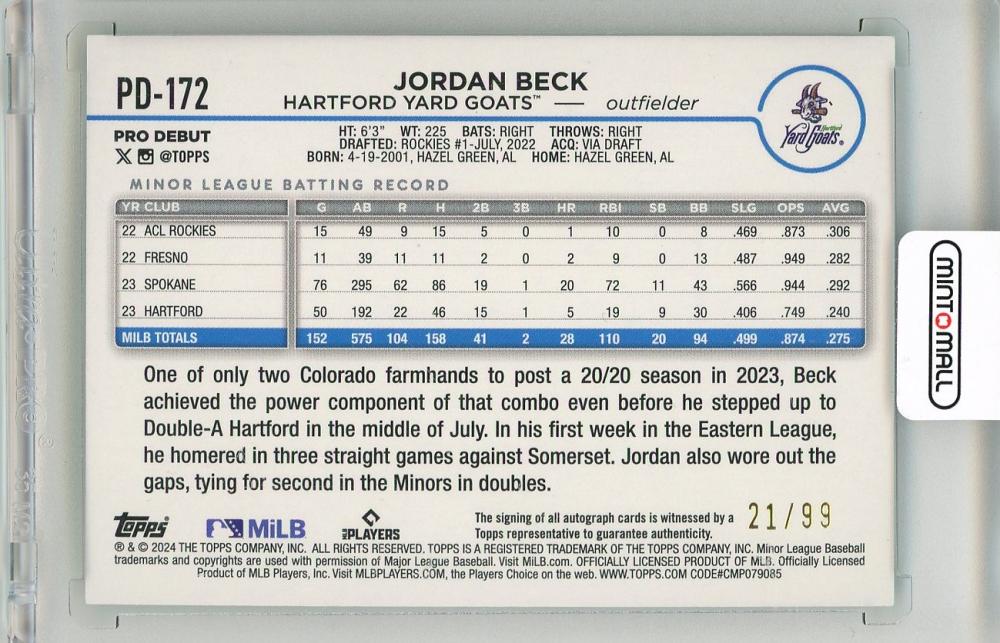 PD-172
JORDAN BECK
HARTFORD YARD GOATS™ — outfielder
Hartford
Yard Goats.
PRO DEBUT
@TOPPS
HT: 6'3" WT: 225 BATS: RIGHT THROWS: RIGHT
DRAFTED: ROCKIES #1-JULY, 2022 ACQ: VIA DRAFT
BORN: 4-19-2001, HAZEL GREEN, AL HOME: HAZEL GREEN, AL
MINOR LEAGUE BATTING RECORD
YR CLUB G AB R H 2B 3B HR RBI SB BB SLG OPS AVG
22 ACL ROCKIES 15 49 9 15 5 0 1 10 0 8 .469 .873 .306
22 FRESNO 11 39 11 11 2 0 2 9 0 13 .487 .949 .282
23 SPOKANE 76 295 62 86 19 1 20 72 11 43 .566 .944 .292
23 HARTFORD 50 192 22 46 15 1 5 19 9 30 .406 .749 .240
MILB TOTALS 152 575 104 158 41 2 28 110 20 94 .499 .874 .275
One of only two Colorado farmhands to post a 20/20 season in 2023, Beck
achieved the power component of that combo even before he stepped up to
Double-A Hartford in the middle of July. In his first week in the Eastern League,
he homered in three straight games against Somerset. Jordan also wore out the
gaps, tying for second in the Minors in doubles.
topps
MiLB
PLAYERS
The signing of all autograph cards is witnessed by a
Topps representative to guarantee authenticity.
21/99
® & © 2024 THE TOPPS COMPANY, INC. ALL RIGHTS RESERVED. TOPPS IS A REGISTERED TRADEMARK OF THE TOPPS COMPANY, INC. Minor League Baseball
trademarks and copyrights are used with permission of Major League Baseball. Visit MiLB.com. OFFICIALLY LICENSED PRODUCT OF MiLB. Officially Licensed
Product of MLB Players, Inc. Visit MLBPLAYERS.COM, the Players Choice on the web. WWW.TOPPS.COM CODE#CMP079085
MINTOMALL